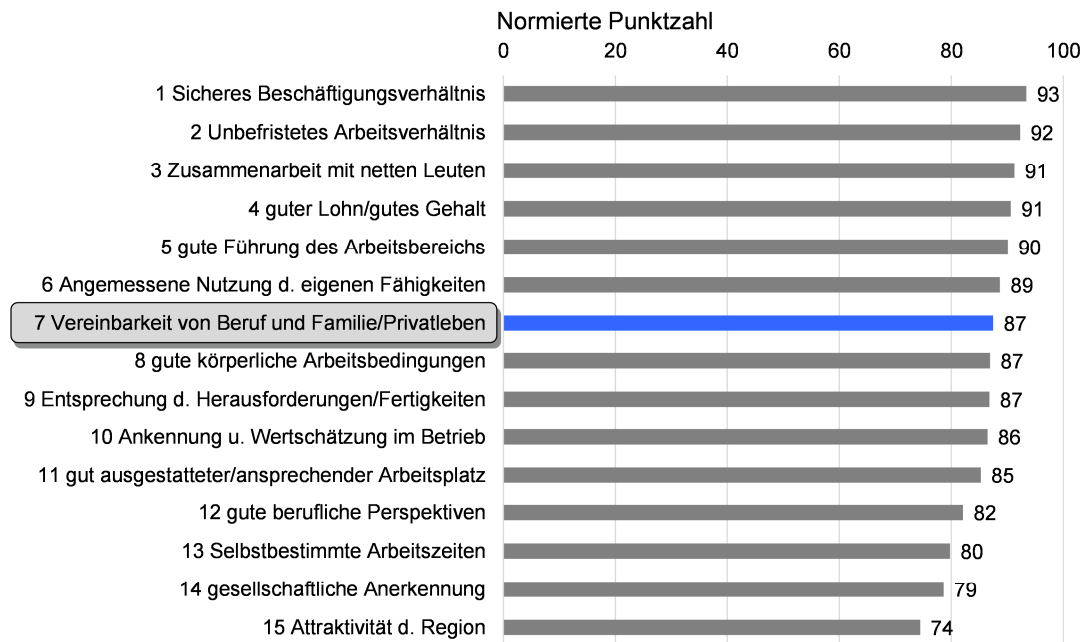 Normierte Punktzahl
0 20 40 60 80 100
1 Sicheres Beschäftigungsverhältnis 93
2 Unbefristetes Arbeitsverhältnis 92
3 Zusammenarbeit mit netten Leuten 91
4 guter Lohn/gutes Gehalt 91
5 gute Führung des Arbeitsbereichs 90
6 Angemessene Nutzung d. eigenen Fähigkeiten 89
7 Vereinbarkeit von Beruf und Familie/Privatleben 87
8 gute körperliche Arbeitsbedingungen 87
9 Entsprechung d. Herausforderungen/Fertigkeiten 87
10 Ankennung u. Wertschätzung im Betrieb 86
11 gut ausgestatteter/ansprechender Arbeitsplatz 85
12 gute berufliche Perspektiven 82
13 Selbstbestimmte Arbeitszeiten 80
14 gesellschaftliche Anerkennung 79
15 Attraktivität d. Region 74